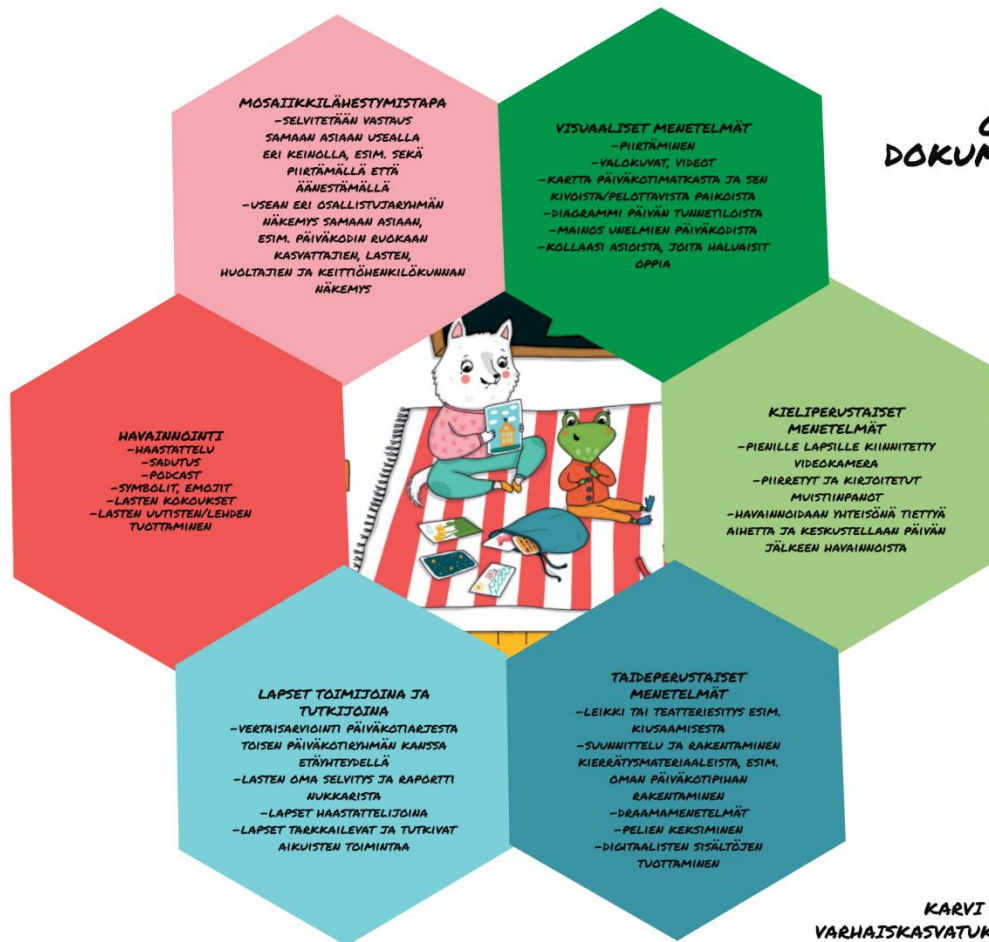 MOSAIIKKILÄHESTYMISTAPA
-SELVITETÄÄN VASTAUS
SAMAAN ASIAAN USEALLA
ERI KEINOLLA, ESIM. SEKÄ
PIIRTÄMÄLLÄ ETTÄ
ÄÄNESTÄMÄLLÄ
-USEAN ERI OSALLISTUJARYHMÄN
NÄKEMYS SAMAAN ASIAAN,
ESIM. PÄIVÄKODIN RUOKAAN
KASVATTAJIEN, LASTEN,
HUOLTAJIEN JA KEITTIÖHENKILÖKUNNAN
NÄKEMYS
VISUAALISET MENETELMÄT
-PIIRTÄMINEN
-VALOKUVAT, VIDEOT
-KARTTA PÄIVÄKOTIMATKASTA JA SEN
KIVOISTA/PELOTTAVISTA PAIKOISTA
-DIAGRAMMI PÄIVÄN TUNNETILOISTA
-MAINOS UNELMIEN PÄIVÄKODISTA
-KOLLAASI ASIOISTA, JOITA HALUAISIT
OPPIA
DOKUM
HAVAINNOINTI
-HAASTATTELU
-SADUTUS
-PODCAST
-SYMBOLIT, EMOJIT
-LASTEN KOKOUKSET
-LASTEN UUTISTEN/LEHDEN
TUOTTAMINEN
KIELIPERUSTAISET
MENETELMÄT
-PIENILLE LAPSILLE KIINNITETTY
VIDEOKAMERA
-PIIRRETYT JA KIRJOITETUT
MUISTIINPANOT
-HAVAINNOIDAAN YHTEISÖNÄ TIETTYÄ
AIHETTA JA KESKUSTELLAAN PÄIVÄN
JÄLKEEN HAVAINNOISTA
LAPSET TOIMIJOINA JA
TUTKIJOINA
-VERTAISARVIOINTI PÄIVÄKOTIARJESTA
TOISEN PÄIVÄKOTIRYHMÄN KANSSA
ETÄYHTEYDELLÄ
-LASTEN OMA SELVITYS JA RAPORTTI
NUKKARISTA
-LAPSET HAASTATTELIJOINA
-LAPSET TARKKAILEVAT JA TUTKIVAT
AIKUISTEN TOIMINTAA
TAIDEPERUSTAISET
MENETELMÄT
-LEIKKI TAI TEATTERIESITYS ESIM.
KIUSAAMISESTA
-SUUNNITTELU JA RAKENTAMINEN
KIERRÄTYSMATERIAALEISTA, ESIM.
OMAN PÄIVÄKOTIPIHAN
RAKENTAMINEN
-DRAAMAMENETELMÄT
-PELIEN KEKSIMINEN
-DIGITAALISTEN SISÄLTÖJEN
TUOTTAMINEN
KARVI
VARHAISKASVATUK